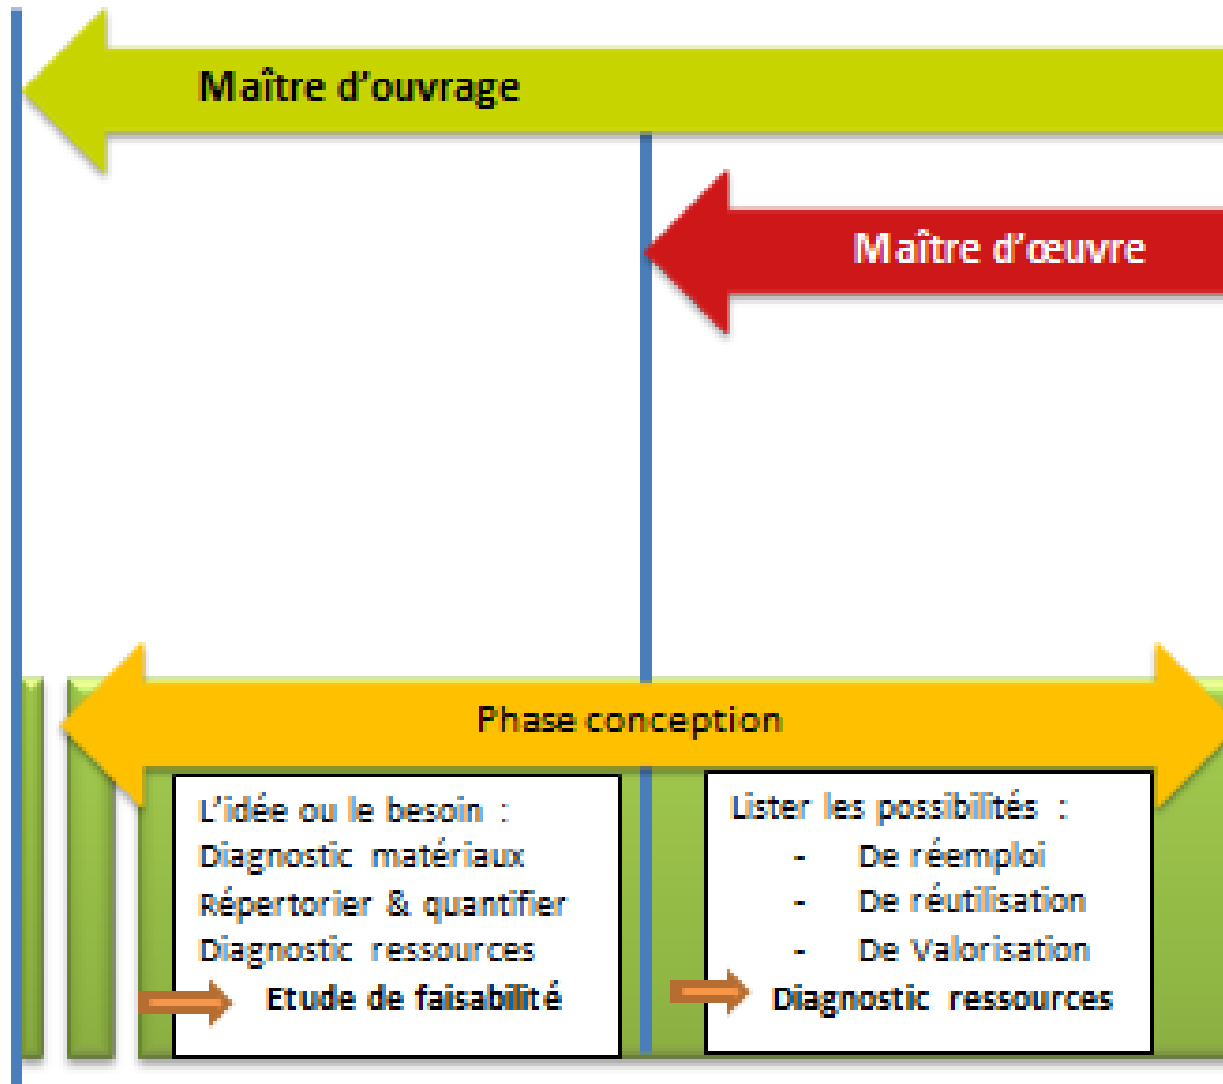 Maître d'ouvrage
Maître d'œuvre
Phase conception
L'idée ou le besoin :
Diagnostic matériaux
Répertorier & quantifier
Diagnostic ressources
Etude de faisabilité
Lister les possibilités :
- De réemploi
- De réutilisation
- De Valorisation
Diagnostic ressources